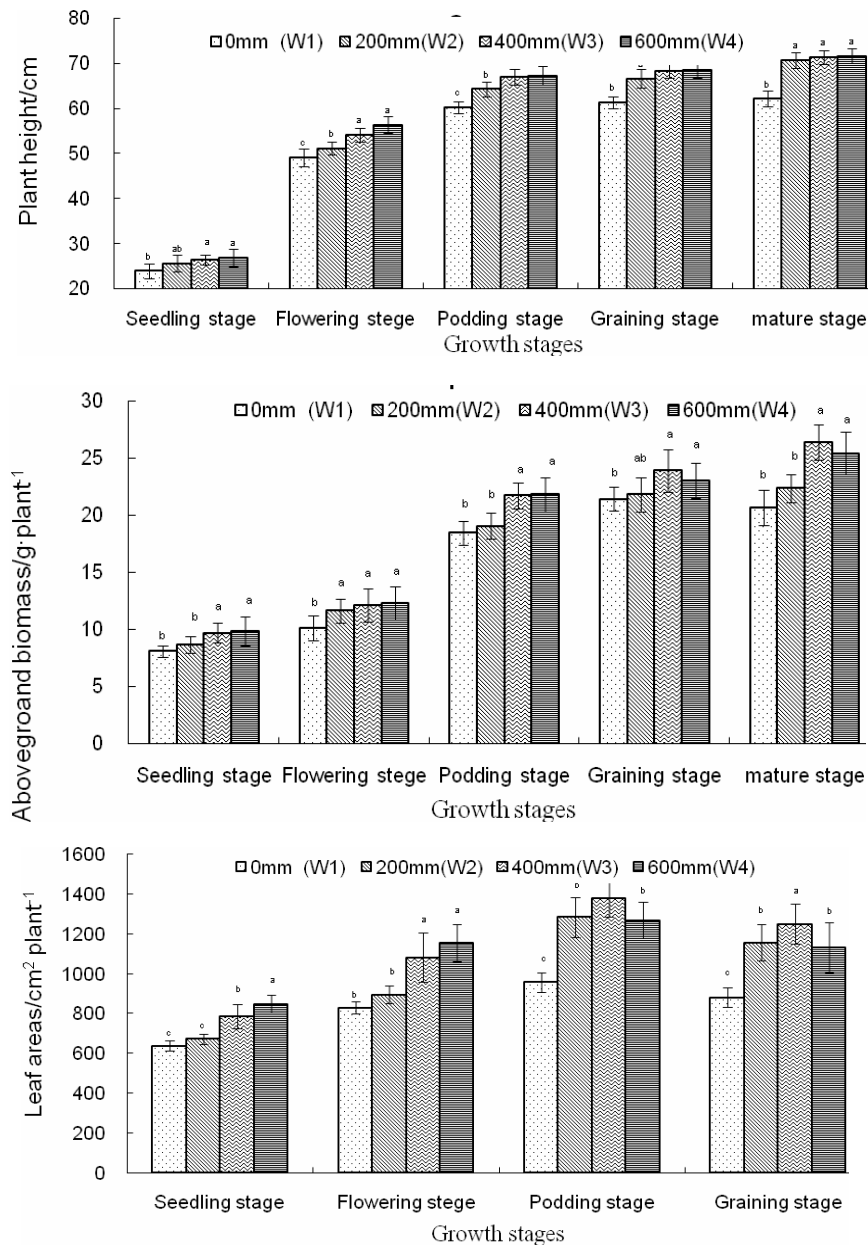 70
60
50
40
30
20
80
Plant height/cm
0mm (W1) 200mm(W2) 400mm(W3) 600mm(W4)
b ab a a
c b a a
c b
b
b a a a
Seedling stage Flowering stege Podding stage Graining stage mature stage
Growth stages
30
25
20
15
10
5
0
Aboveground biomass/g·plant-1
0mm (W1) 200mm(W2) 400mm(W3) 600mm(W4)
b b a a
b a a a
b b a a
b ab a a
b b a a
Seedling stage Flowering stege Podding stage Graining stage mature stage
Growth stages
1600
1400
1200
1000
800
600
400
200
0
Leaf areas/cm2 plant-1
0mm (W1) 200mm(W2) 400mm(W3) 600mm(W4)
c c b a
b b a a
c b b
c b a b
Seedling stage Flowering stege Podding stage Graining stage
Growth stages